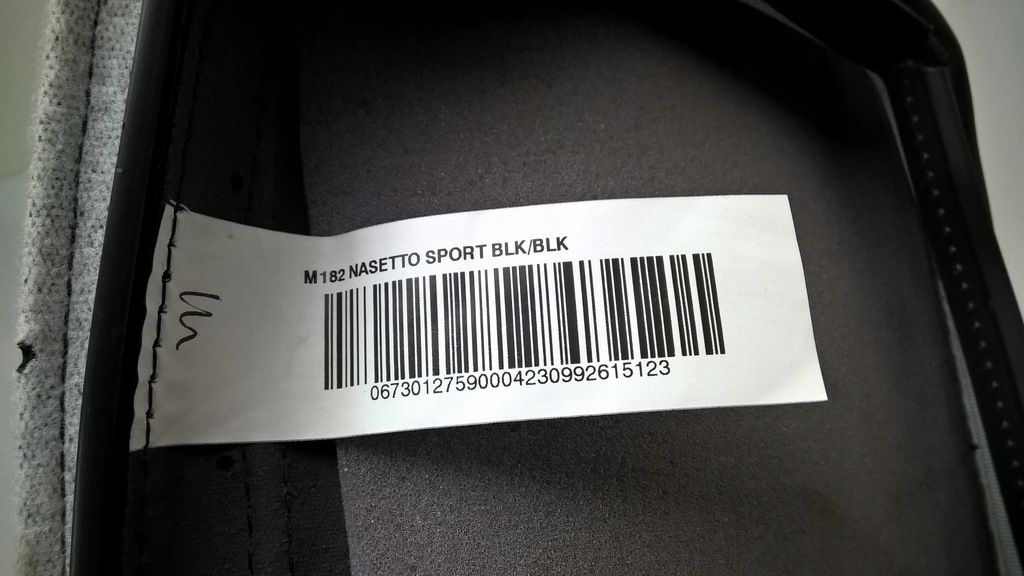 M 182 NASETTO SPORT BLK/BLK
06730127590004230992615123